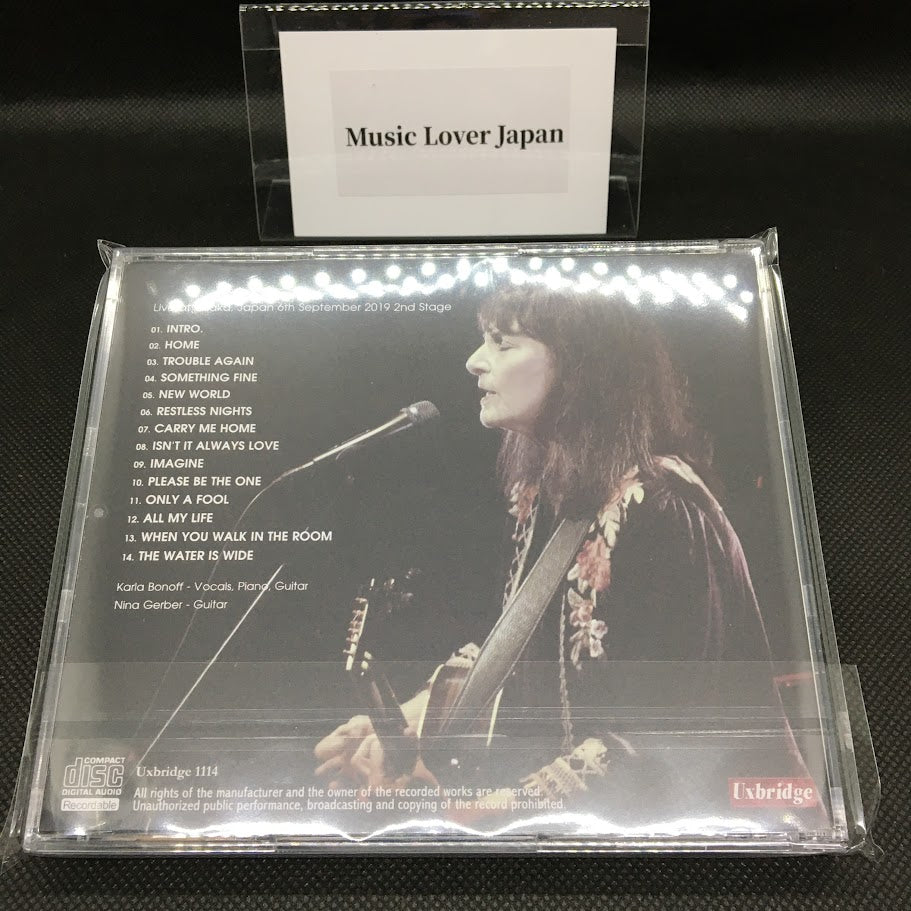 Music Lover Japan
Japan 6th September 2019 2nd Stage
01. INTRO.
02. HOME
03. TROUBLE AGAIN
04. SOMETHING FINE
05. NEW WORLD
06. RESTLESS NIGHTS
07. CARRY ME HOME
08. ISN'T IT ALWAYS LOVE
09. IMAGINE
10. PLEASE BE THE ONE
11. ONLY A FOOL
12. ALL MY LIFE
13. WHEN YOU WALK IN THE ROOM
14. THE WATER IS WIDE
Karla Bonoff - Vocals, Piano, Guitar
Nina Gerber - Guitar
COMPACT
disc
DIGITAL AUDIO
Recordable
Uxbridge 1114
All rights of the manufacturer and the owner of the recorded works are reserved.
Unauthorized public performance, broadcasting and copying of the record prohibited.
Uxbridge